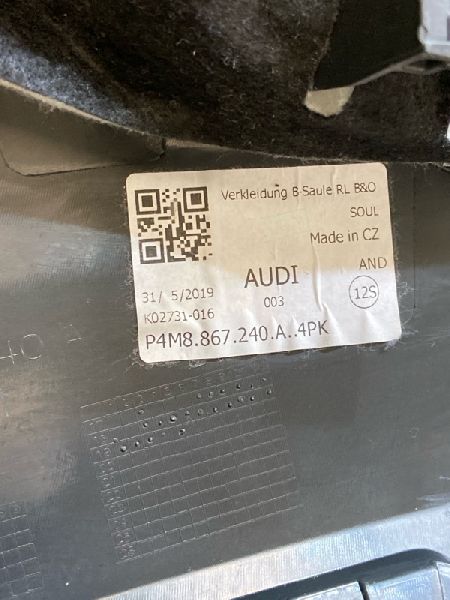 Verkleidung B Saule RL B&O
SOUL
Made in CZ
AUDI
AND
31/ 5/2019
003
12S
K02731-016
P4M8.867.240.A..4PK
40 A